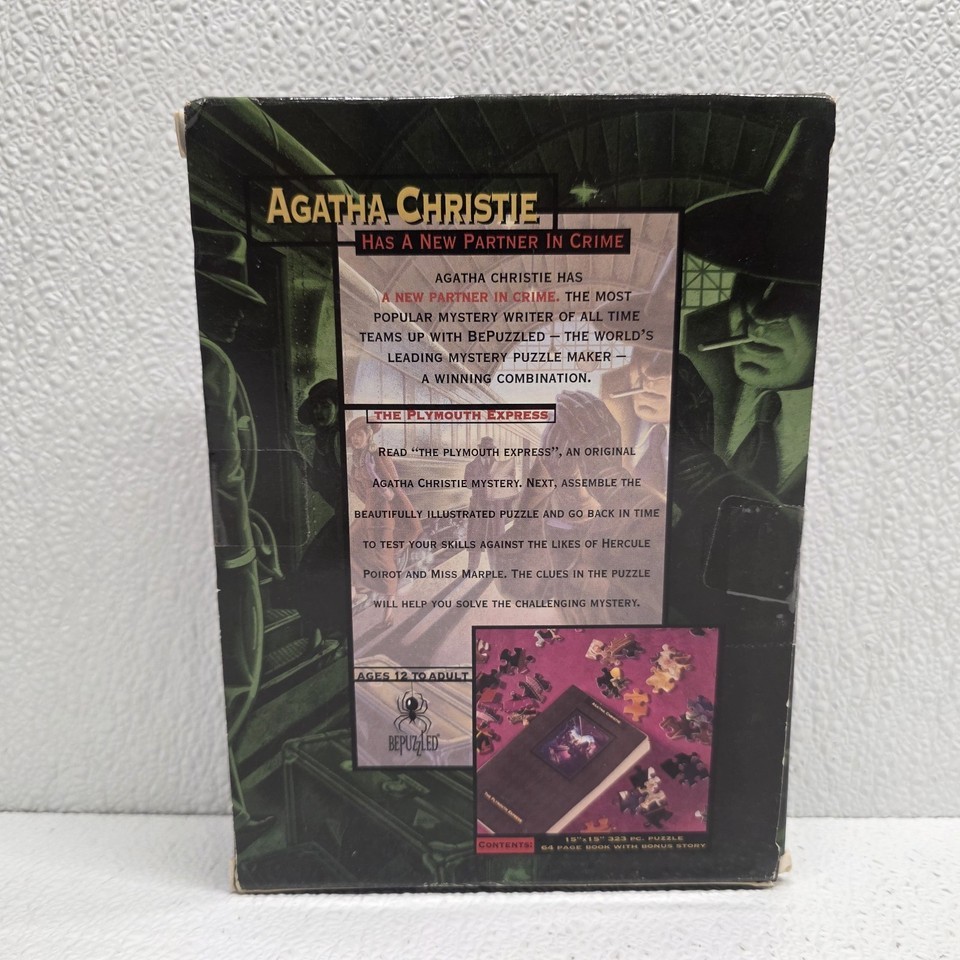 AGATHA CHRISTIE
HAS A NEW PARTNER IN CRIME
AGATHA CHRISTIE HAS
A NEW PARTNER IN CRIME. THE MOST
POPULAR MYSTERY WRITER OF ALL TIME
TEAMS UP WITH BEPUZZLED — THE WORLD'S
LEADING MYSTERY PUZZLE MAKER —
A WINNING COMBINATION.
THE PLYMOUTH EXPRESS
READ "THE PLYMOUTH EXPRESS", AN ORIGINAL
AGATHA CHRISTIE MYSTERY. NEXT, ASSEMBLE THE
BEAUTIFULLY ILLUSTRATED PUZZLE AND GO BACK IN TIME
TO TEST YOUR SKILLS AGAINST THE LIKES OF HERCULE
POIROT AND MISS MARPLE. THE CLUES IN THE PUZZLE
WILL HELP YOU SOLVE THE CHALLENGING MYSTERY.
AGES 12 TO ADULT
BEPUZZLED®
AGATHA CHRISTIE
THE PLYMOUTH EXPRESS
CONTENTS:
15"x15" 323 PC. PUZZLE
64 PAGE BOOK WITH BONUS STORY